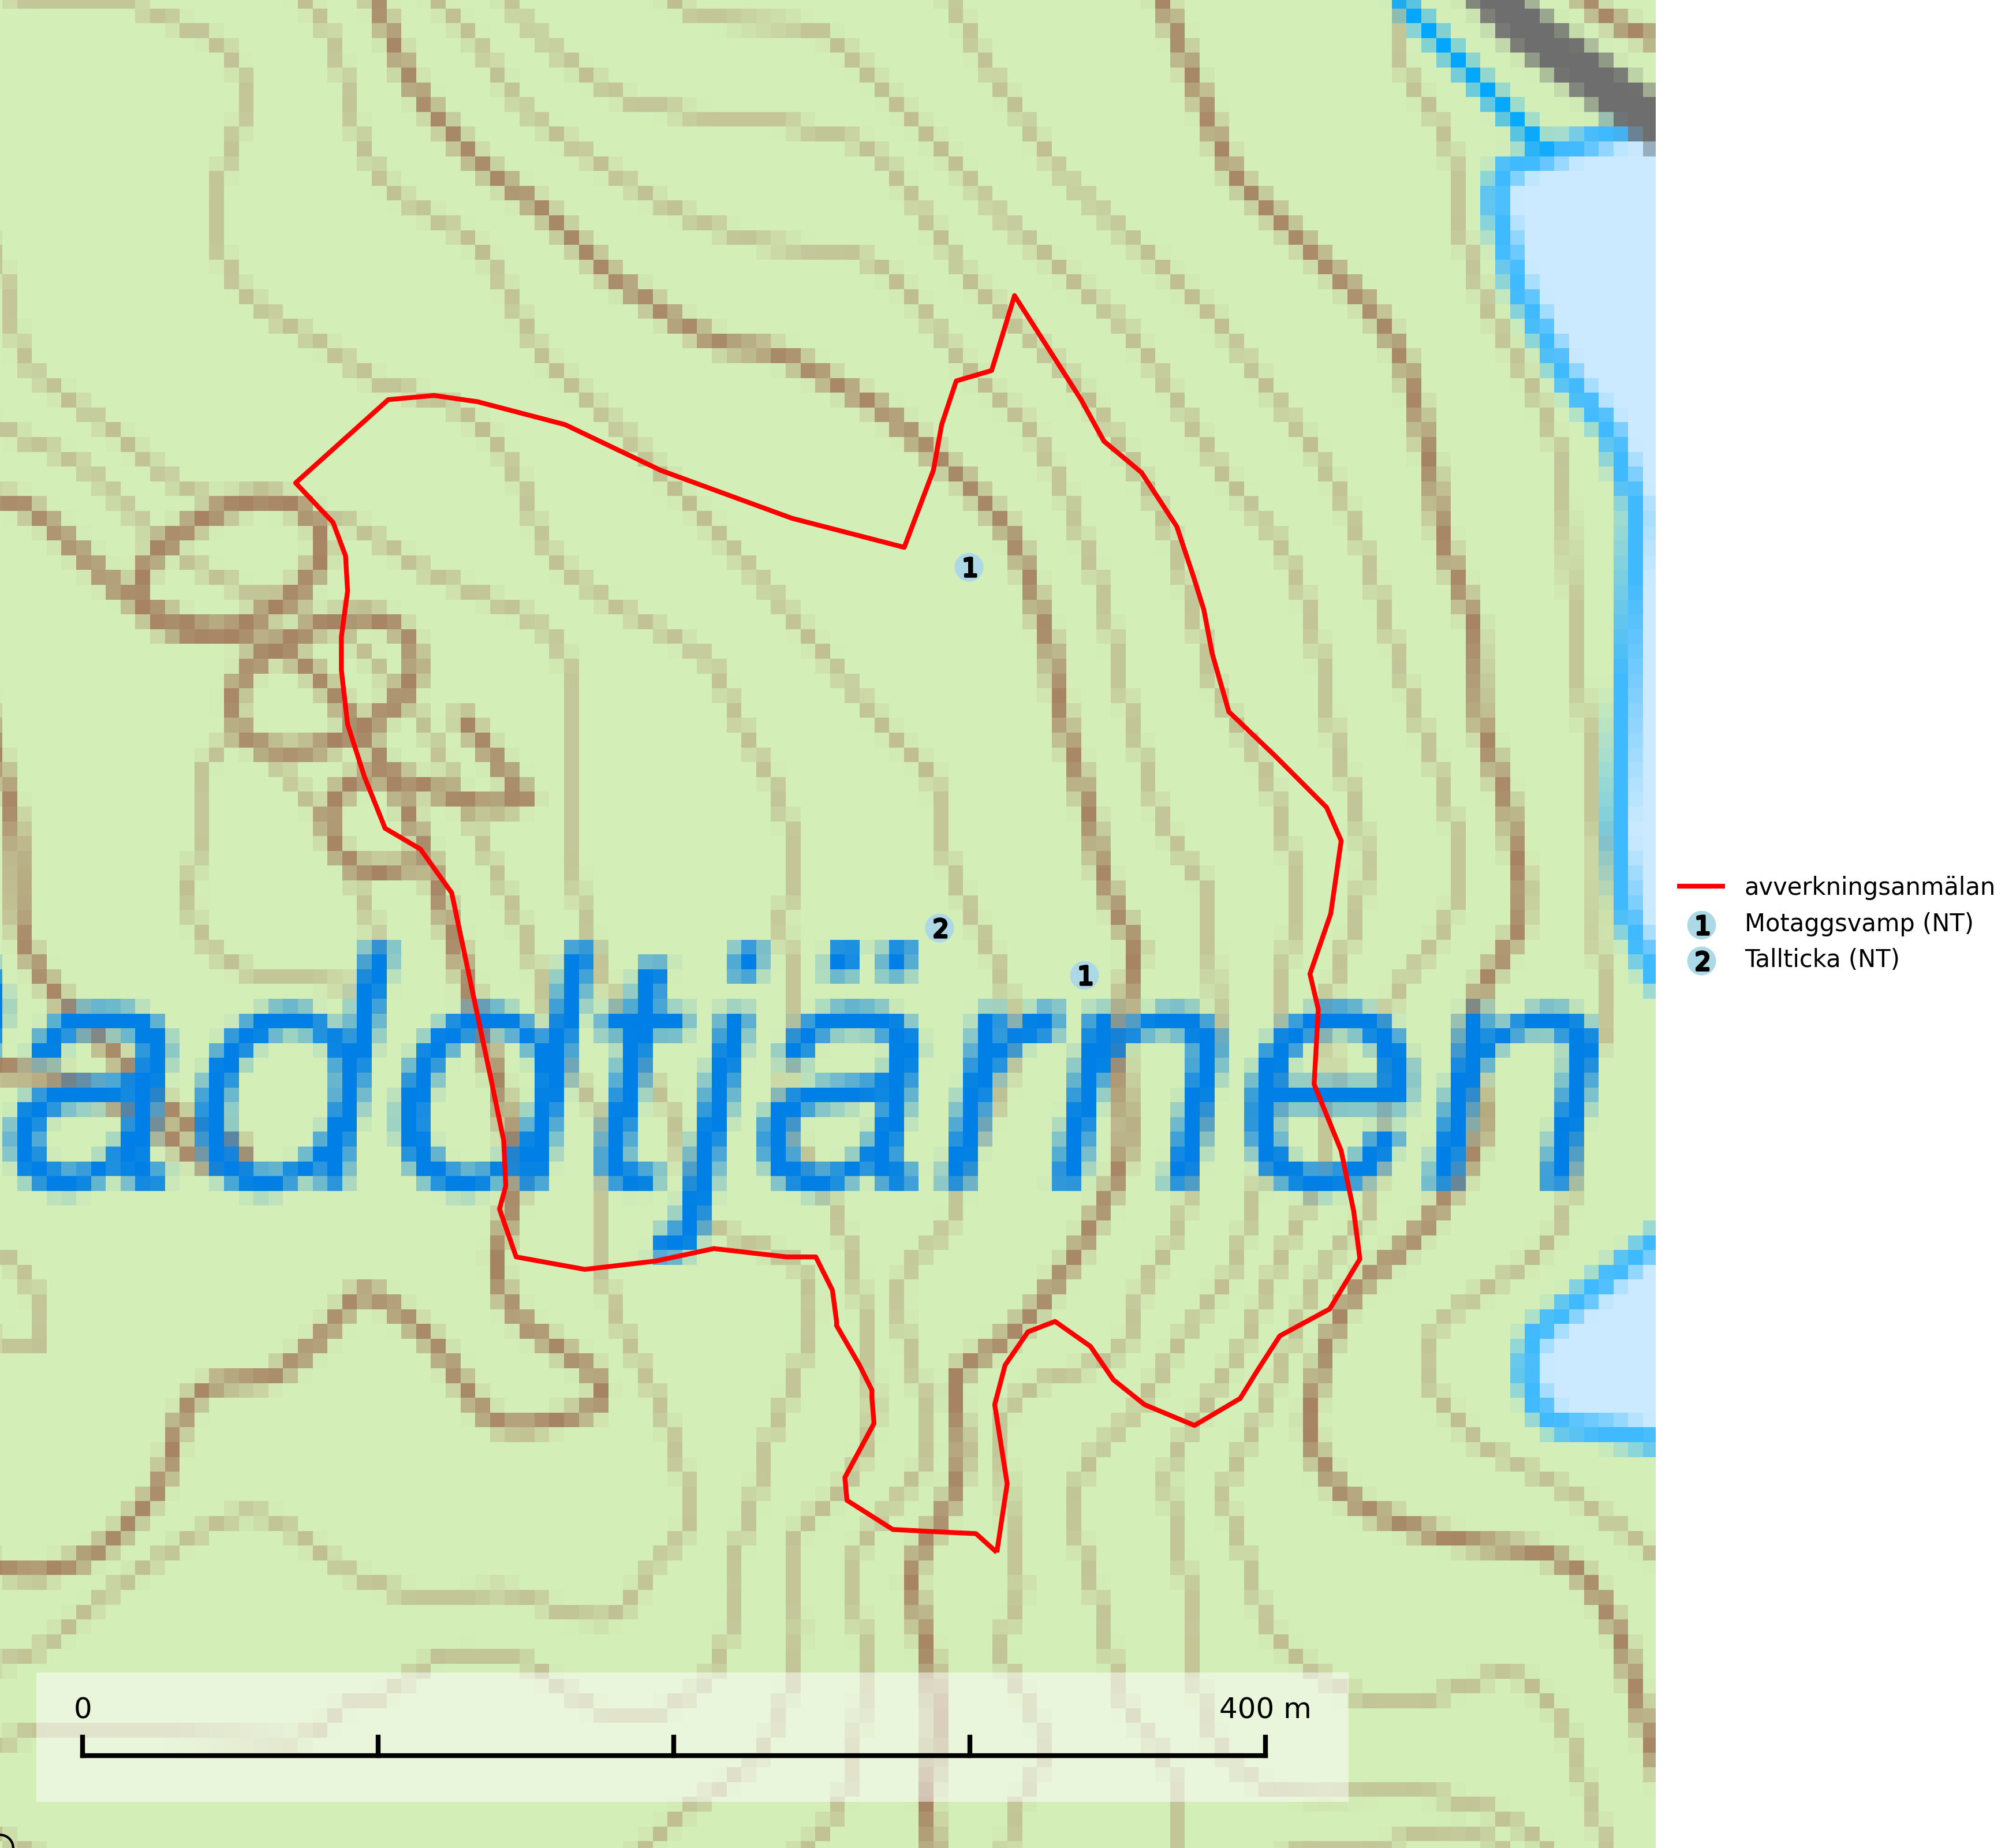 1
2
1
addtjärnen
avverkningsanmälan
1 Motaggsvamp (NT)
2 Tallticka (NT)
0 400 m